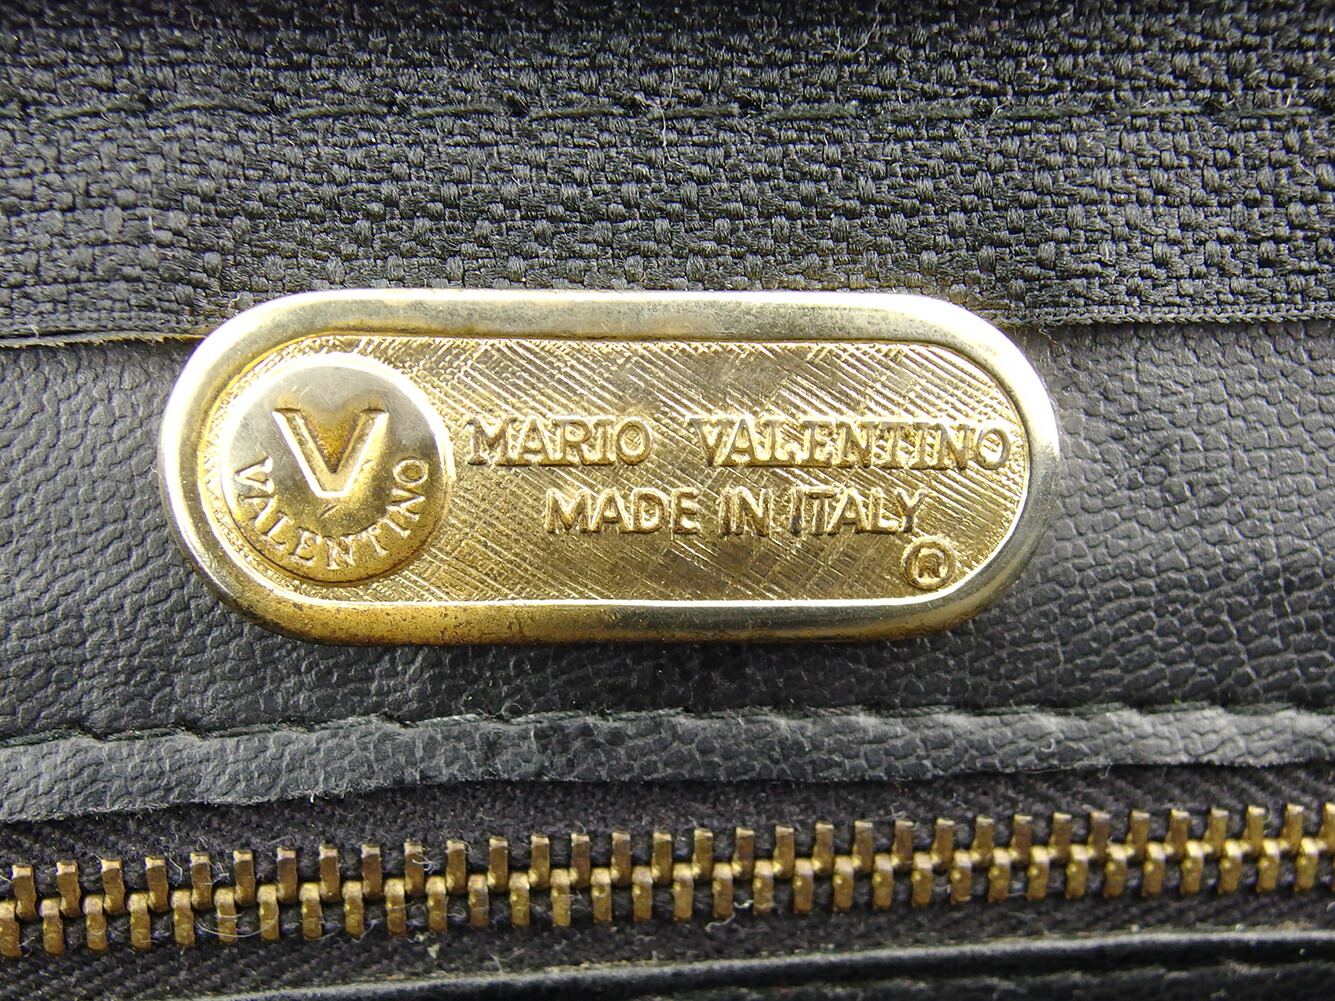 V
VALENTINO
MARIO VALENTINO
MADE IN ITALY
®